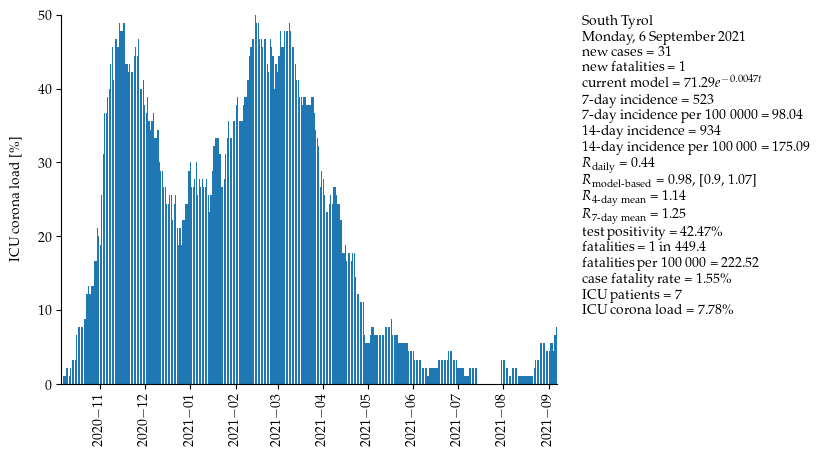 50
40
30
20
10
0
ICU corona load [%]
2020−11
2020−12
2021−01
2021−02
2021−03
2021−04
2021−05
2021−06
2021−07
2021−08
2021−09
South Tyrol
Monday, 6 September 2021
new cases = 31
new fatalities = 1
current model = 71.29e^{−0.0047t}
7-day incidence = 523
7-day incidence per 100 0000 = 98.04
14-day incidence = 934
14-day incidence per 100 000 = 175.09
R_daily = 0.44
R_model-based = 0.98, [0.9, 1.07]
R_4-day mean = 1.14
R_7-day mean = 1.25
test positivity = 42.47%
fatalities = 1 in 449.4
fatalities per 100 000 = 222.52
case fatality rate = 1.55%
ICU patients = 7
ICU corona load = 7.78%